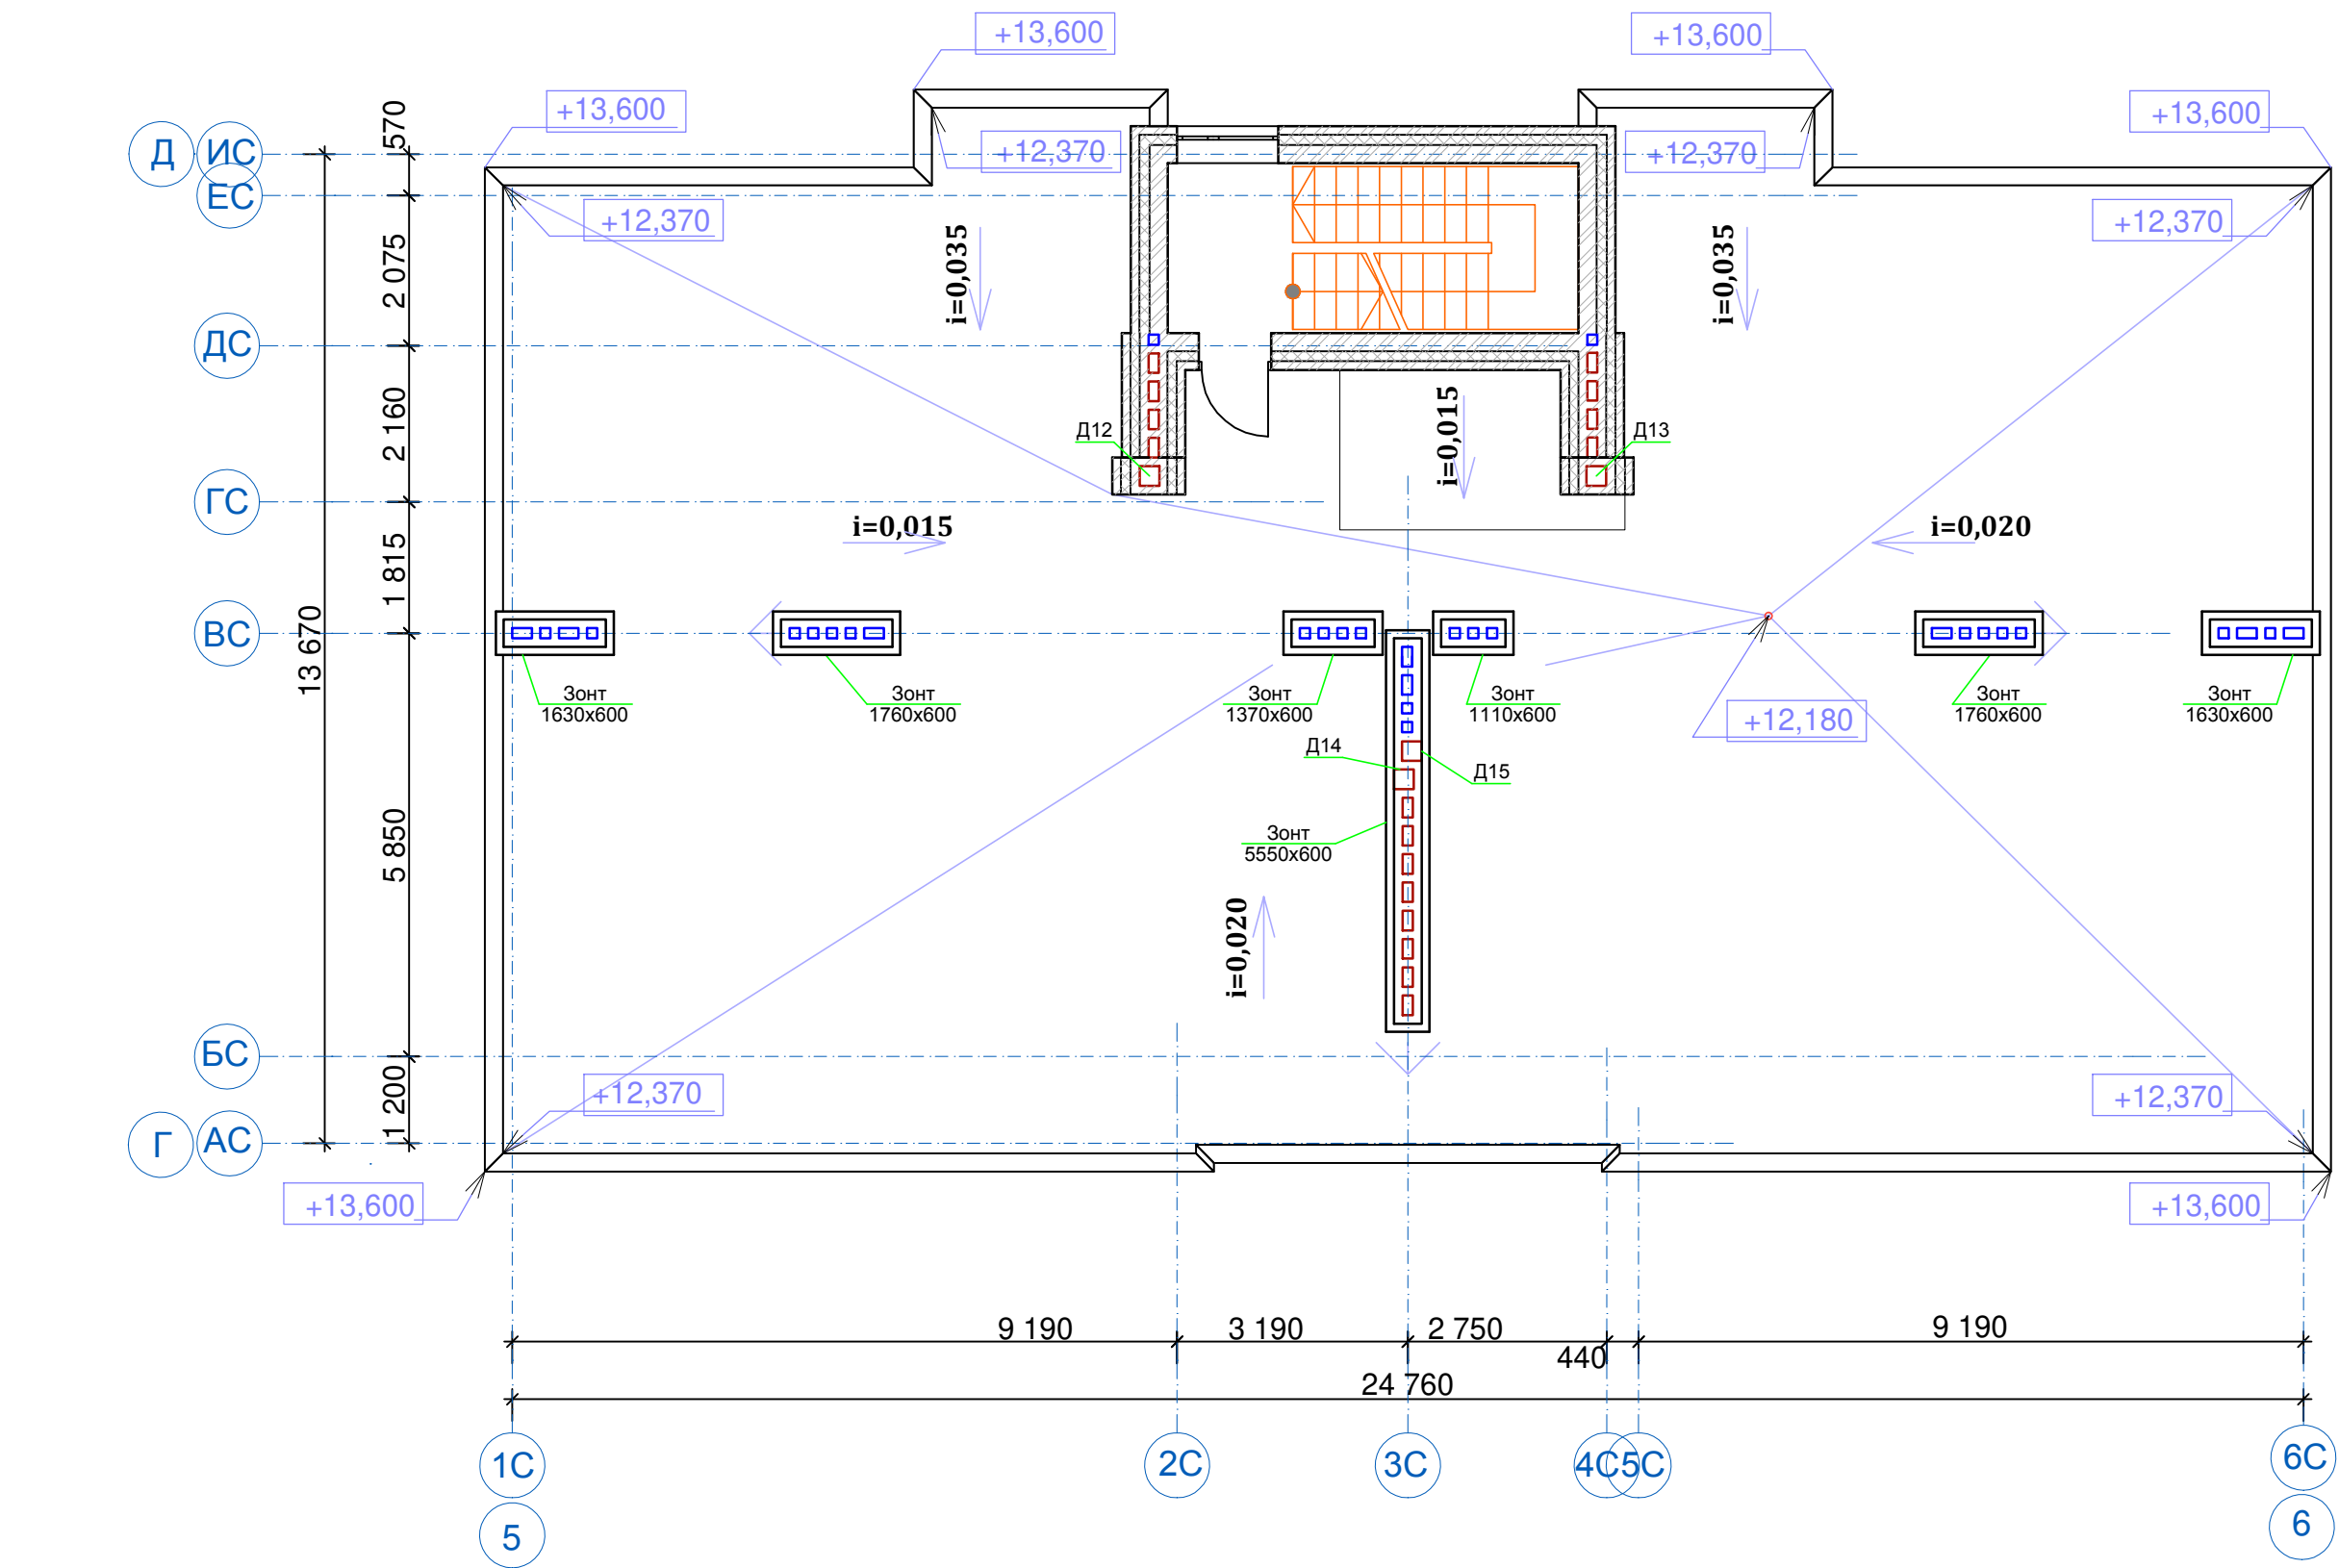 +13,600
+13,600
+13,600
+13,600
Д
ИС
570
+12,370
+12,370
ЕС
+12,370
+12,370
2 075
i=0,035
i=0,035
ДС
2 160
i=0,015
Д12
Д13
ГС
i=0,015
i=0,020
1 815
13 670
ВС
Зонт
1630x600
Зонт
1760x600
Зонт
1370x600
Зонт
1110x600
Зонт
1760x600
Зонт
1630x600
+12,180
Д14
Д15
5 850
Зонт
5550x600
i=0,020
БС
1 200
+12,370
+12,370
Г
АС
+13,600
+13,600
9 190
3 190
2 750
440
9 190
24 760
1С
2С
3С
4С
5С
6С
5
6